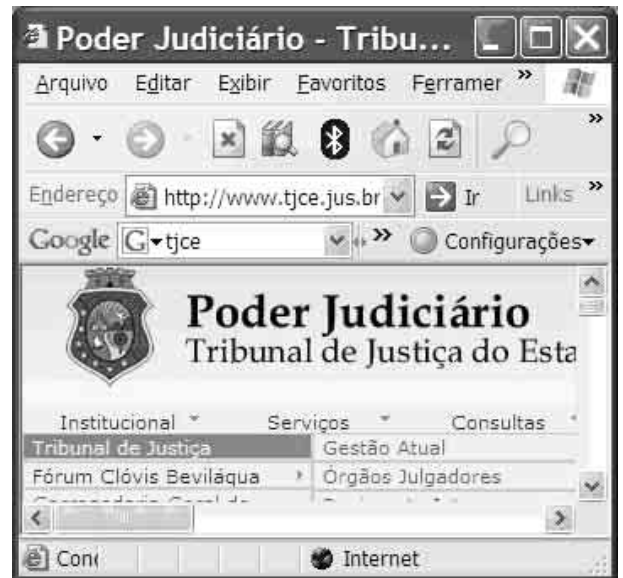 Poder Judiciário - Tribu...
Arquivo Editar Exibir Favoritos Ferramer »
»
Endereço http://www.tjce.jus.br Ir Links »
Google G tjce » Configurações
Poder Judiciário
Tribunal de Justiça do Esta
Institucional Serviços Consultas
Tribunal de Justiça Gestão Atual
Fórum Clóvis Beviláqua Órgãos Julgadores
Internet